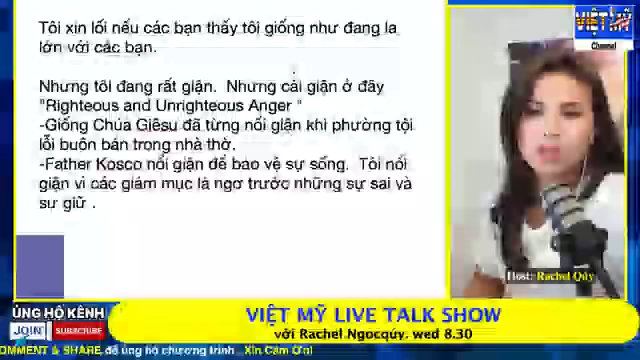 Tôi xin lỗi nếu các bạn thấy tôi giống như đang la
lớn với các bạn.
Nhưng tôi đang rất giận. Nhưng cái giận ở đây
"Righteous and Unrighteous Anger "
-Giống Chúa Giêsu đã từng nổi giận khi phường tội
lỗi buôn bán trong nhà thờ.
-Father Kosco nổi giận để bảo vệ sự sống. Tôi nổi
giận vì các giám mục là ngơ trước những sự sai và
sự giữ .
VIỆT MỸ
Channel
Host: Rachel Qúy
ỦNG HỘ KÊNH
JOIN SUBSCRIBE
VIỆT MỸ LIVE TALK SHOW
với Rachel Ngocqúy. wed 8.30
OMMENT & SHARE để ủng hộ chương trình . Xin Cảm Ơn!